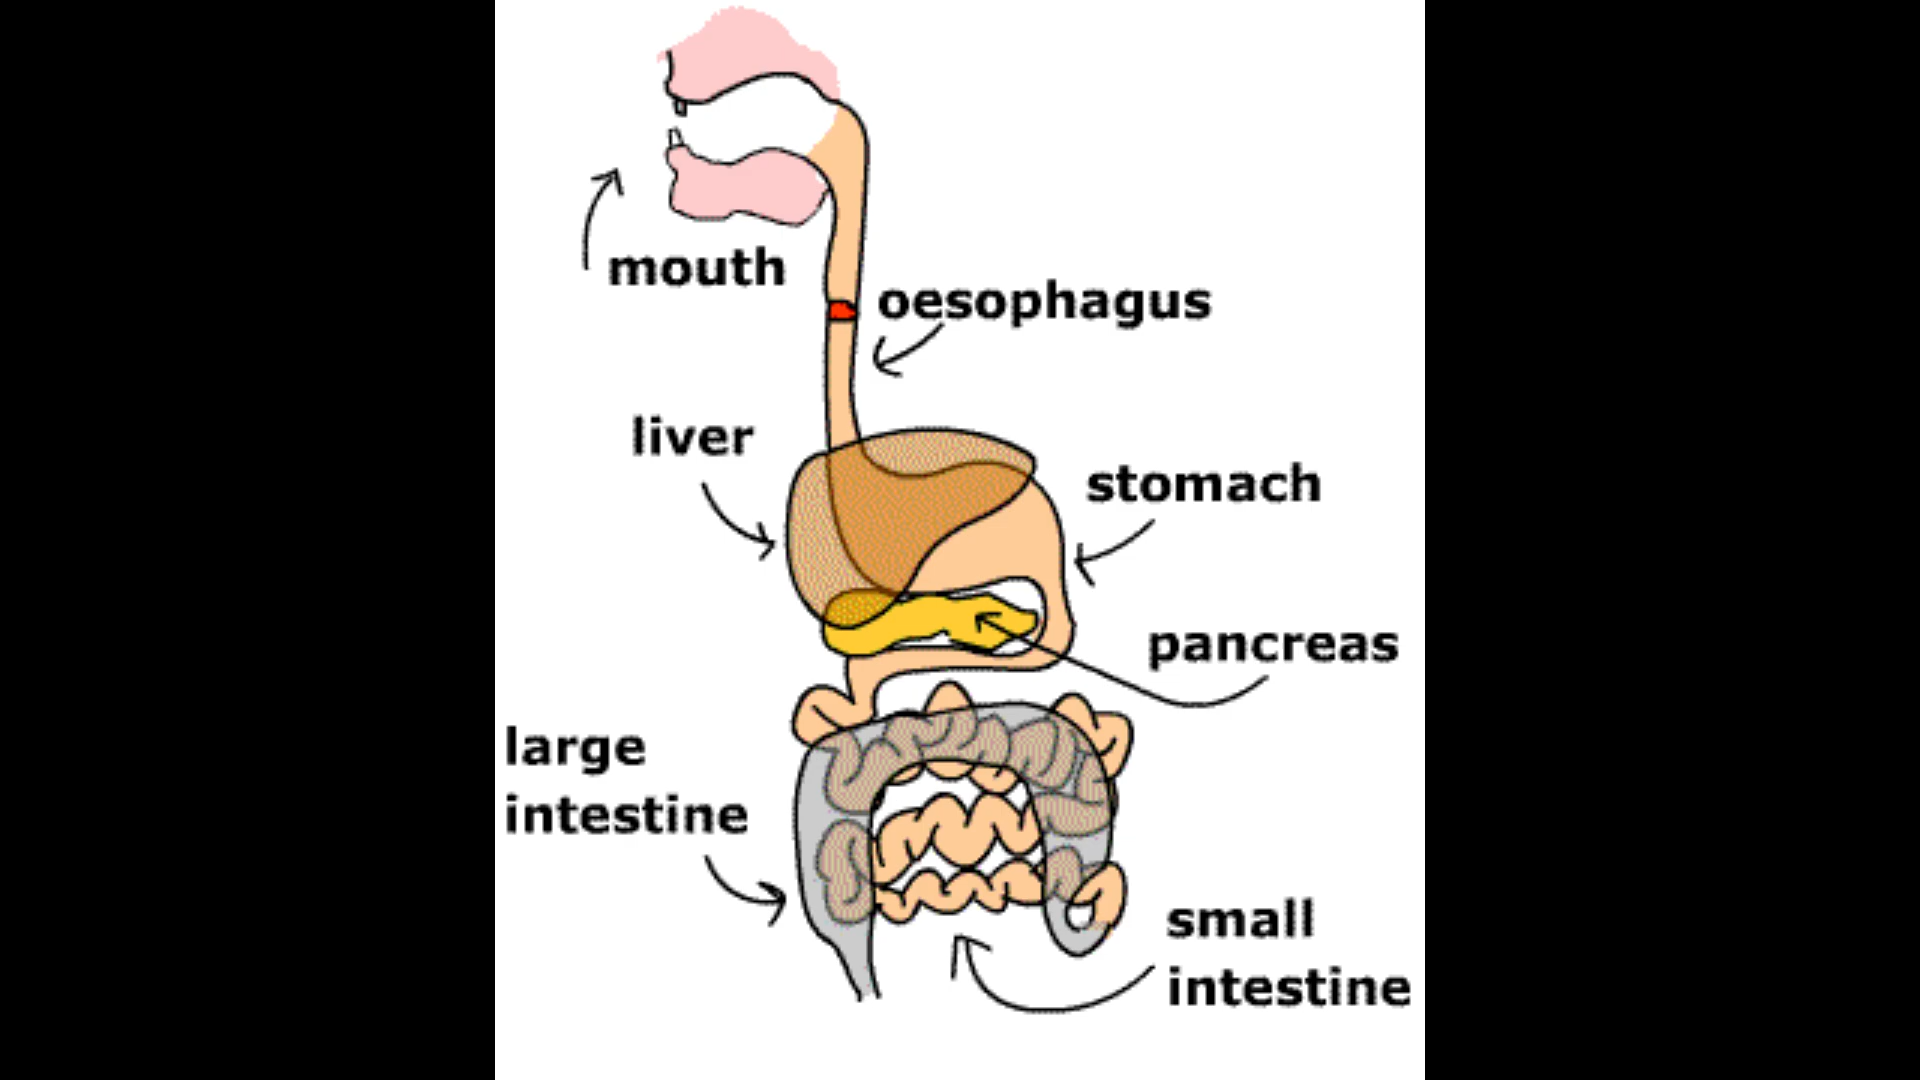 mouth
oesophagus
liver
stomach
pancreas
large
intestine
small
intestine